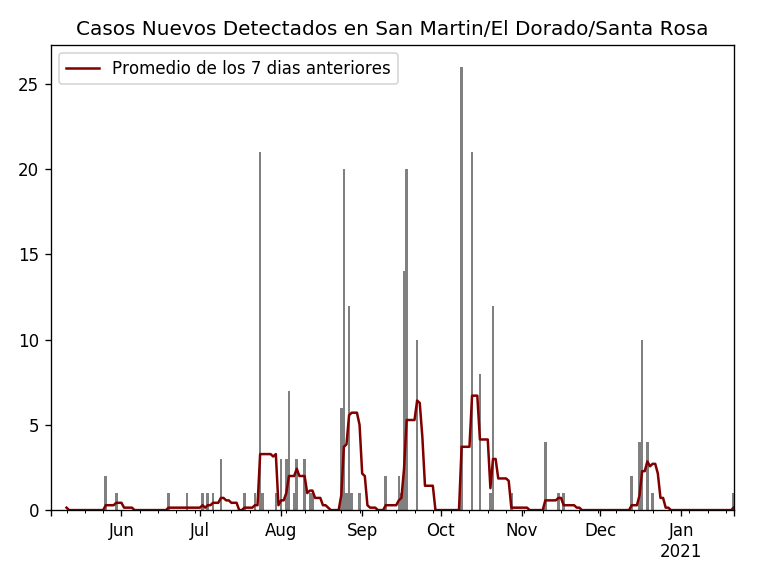 Casos Nuevos Detectados en San Martin/El Dorado/Santa Rosa
Promedio de los 7 dias anteriores
25
20
15
10
5
0
Jun Jul Aug Sep Oct Nov Dec Jan
2021